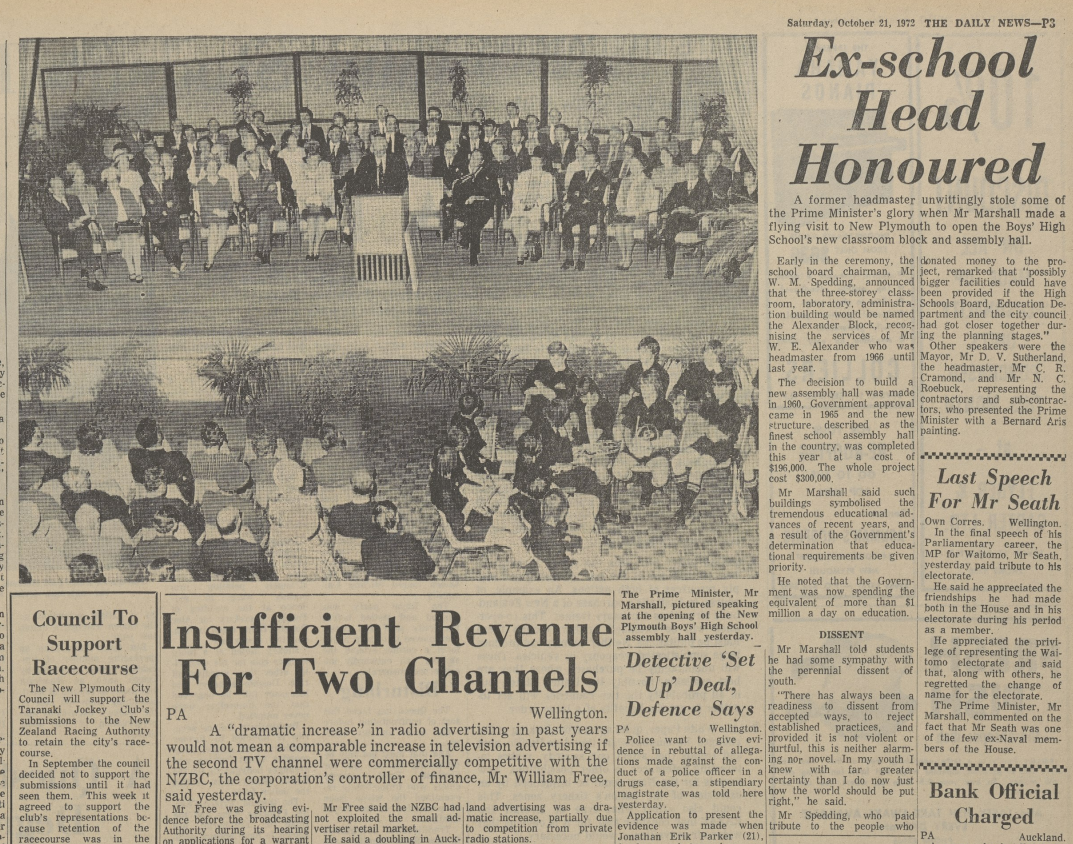 Saturday, October 21, 1972 THE DAILY NEWS—P3
Ex-school
Head
Honoured
A former headmaster unwittingly stole some of
the Prime Minister's glory when Mr Marshall made a
flying visit to New Plymouth to open the Boys' High
School's new classroom block and assembly hall.
Early in the ceremony, the
school board chairman, Mr
W. M. Spedding, announced
that the three-storey class-
room, laboratory, administra-
tion building would be named
the Alexander Block, recog-
nising the services of Mr
W. E. Alexander who was
headmaster from 1966 until
last year.
The decision to build a
new assembly hall was made
in 1960, Government approval
came in 1965 and the new
structure, described as the
finest school assembly hall
in the country, was completed
this year at a cost of
$196,000. The whole project
cost $300,000.
Mr Marshall said such
buildings symbolised the
tremendous educational ad-
vances of recent years, and
a result of the Government's
determination that educa-
tional requirements be given
priority.
He noted that the Govern-
ment was now spending the
equivalent of more than $1
million a day on education.
DISSENT
Mr Marshall told students
he had some sympathy with
the perennial dissent of
youth.
"There has always been a
readiness to dissent from
accepted ways, to reject
established practices, and
provided it is not violent or
hurtful, this is neither alarm-
ing nor novel. In my youth I
knew with far greater
certainty than I do now just
how the world should be put
right," he said.
Mr Spedding, who paid
tribute to the people who
donated money to the pro-
ject, remarked that "possibly
bigger facilities could have
been provided if the High
Schools Board, Education De-
partment and the city council
had got closer together dur-
ing the planning stages."
Other speakers were the
Mayor, Mr D. V. Sutherland,
the headmaster, Mr C. R.
Cramond, and Mr N. C.
Roebuck, representing the
contractors and sub-contrac-
tors, who presented the Prime
Minister with a Bernard Aris
painting.
Last Speech
For Mr Seath
Own Corres. Wellington.
In the final speech of his
Parliamentary career, the
MP for Waitomo, Mr Seath,
yesterday paid tribute to his
electorate.
He said he appreciated the
friendships he had made
both in the House and in his
electorate during his period
as a member.
He appreciated the privi-
lege of representing the Wai-
tomo electorate and said
that, along with others, he
regretted the change of
name for the electorate.
The Prime Minister, Mr
Marshall, commented on the
fact that Mr Seath was one
of the few ex-Naval mem-
bers of the House.
Bank Official
Charged
PA Auckland.
The Prime Minister, Mr
Marshall, pictured speaking
at the opening of the New
Plymouth Boys' High School
assembly hall yesterday.
Detective 'Set
Up' Deal,
Defence Says
PA Wellington.
Police want to give evi-
dence in rebuttal of allega-
tions made against the con-
duct of a police officer in a
drugs case, a stipendiary
magistrate was told here
yesterday.
Application to present the
evidence was made when
Jonathan Erik Parker (21),
Council To
Support
Racecourse
The New Plymouth City
Council will support the
Taranaki Jockey Club's
submissions to the New
Zealand Racing Authority
to retain the city's race-
course.
In September the council
decided not to support the
submissions until it had
seen them. This week it
agreed to support the
club's representations be-
cause retention of the
racecourse was in the
Insufficient Revenue
For Two Channels
PA Wellington.
A "dramatic increase" in radio advertising in past years
would not mean a comparable increase in television advertising if
the second TV channel were commercially competitive with the
NZBC, the corporation's controller of finance, Mr William Free,
said yesterday.
Mr Free was giving evi-
dence before the broadcasting
Authority during its hearing
on applications for a warrant
Mr Free said the NZBC had
not exploited the small ad-
vertiser retail market.
He said a doubling in Auck-
land advertising was a dra-
matic increase, partially due
to competition from private
radio stations.